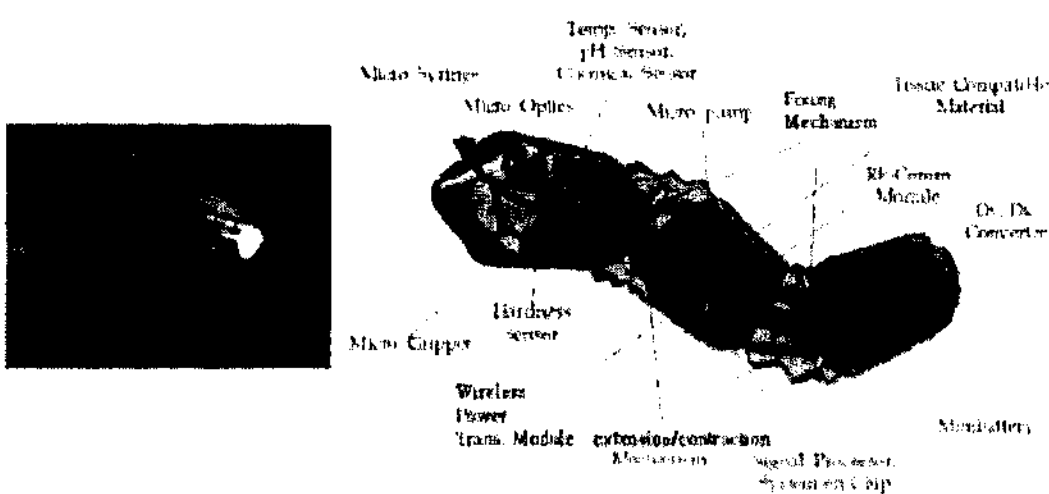 Temp. Sensor,
pH Sensor,
Chemical Sensor
Micro Syringe
Micro Optics
Micro pump
Fixing
Mechanism
Tissue Compatible
Material
RF Comm
Module
Dc. Dc
Converter
Hardness
sensor
Micro Gripper
Wireless
Power
Trans. Module
extension/contraction
Mechanism
Signal Processor,
System on Chip